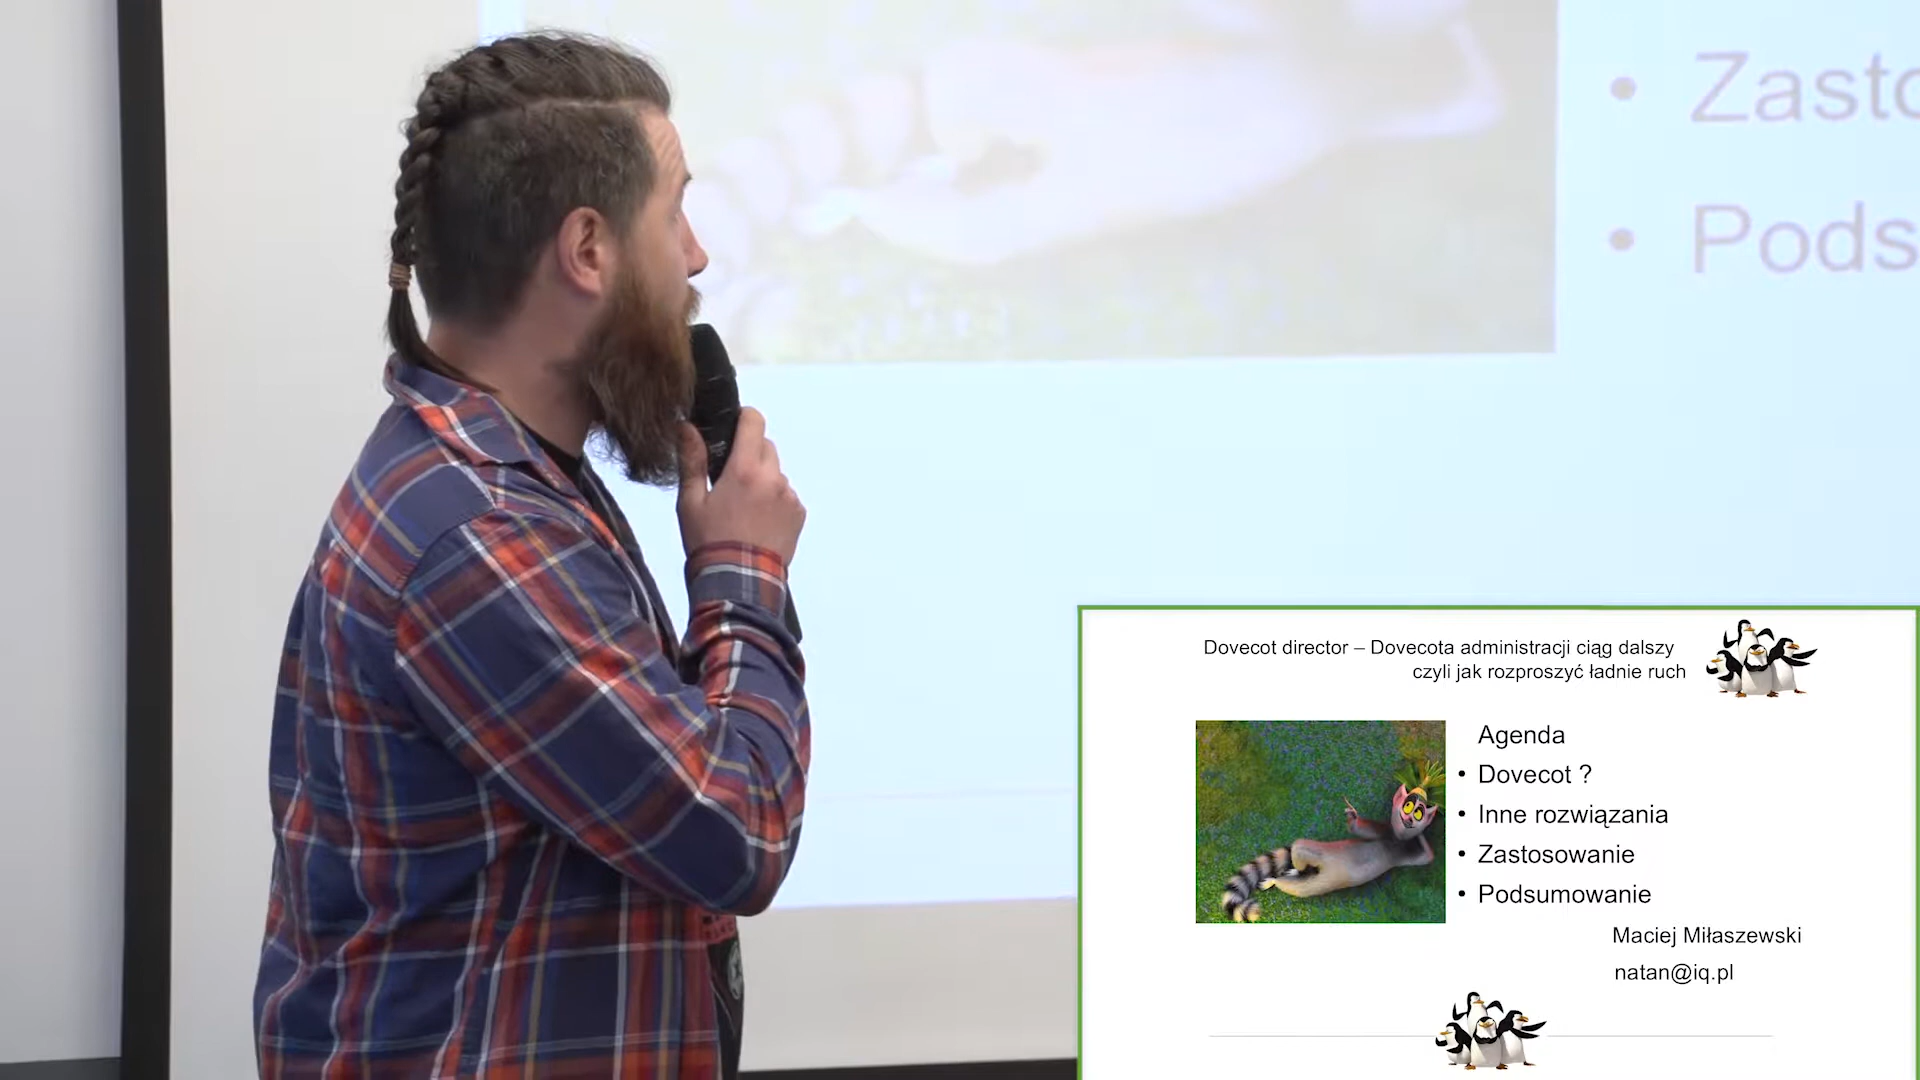 Zasto
Pods
Dovecot director – Dovecota administracji ciąg dalszy
czyli jak rozproszyć ładnie ruch
Agenda
• Dovecot ?
• Inne rozwiązania
• Zastosowanie
• Podsumowanie
Maciej Miłaszewski
natan@iq.pl